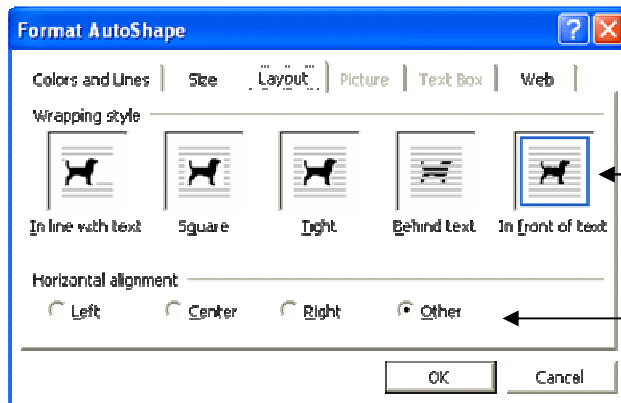 Format AutoShape
Colors and Lines Size Layout Picture Text Box Web
Wrapping style
In line with text Square Tight Behind text In front of text
Horizontal alignment
Left Center Right Other
OK Cancel